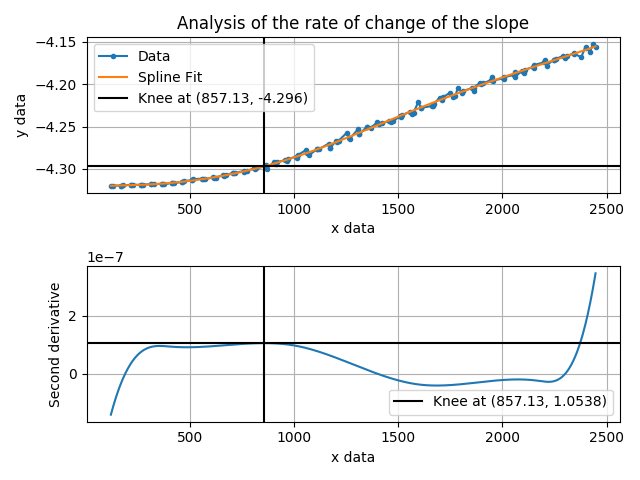 Analysis of the rate of change of the slope
−4.15
−4.20
−4.25
−4.30
y data
Data
Spline Fit
Knee at (857.13, -4.296)
500 1000 1500 2000 2500
x data
1e−7
2
0
Second derivative
Knee at (857.13, 1.0538)
500 1000 1500 2000 2500
x data